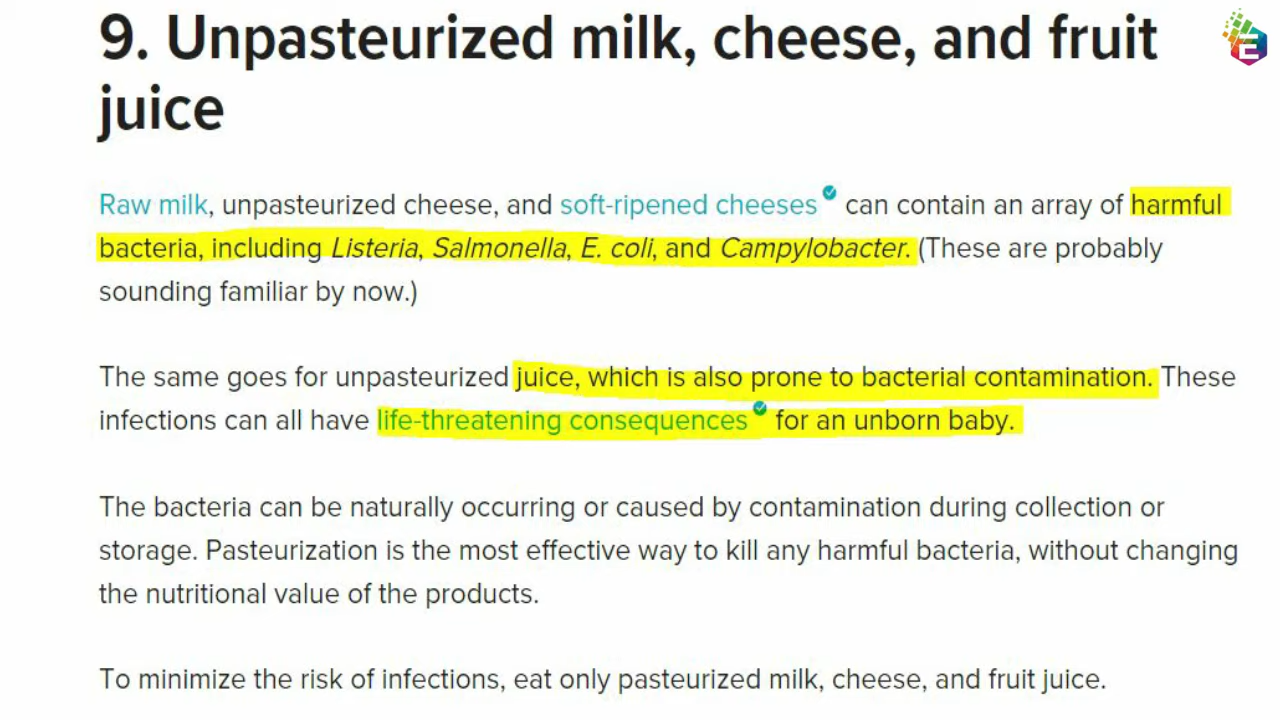 9. Unpasteurized milk, cheese, and fruit
juice
Raw milk, unpasteurized cheese, and soft-ripened cheeses can contain an array of harmful
bacteria, including Listeria, Salmonella, E. coli, and Campylobacter. (These are probably
sounding familiar by now.)
The same goes for unpasteurized juice, which is also prone to bacterial contamination. These
infections can all have life-threatening consequences for an unborn baby.
The bacteria can be naturally occurring or caused by contamination during collection or
storage. Pasteurization is the most effective way to kill any harmful bacteria, without changing
the nutritional value of the products.
To minimize the risk of infections, eat only pasteurized milk, cheese, and fruit juice.